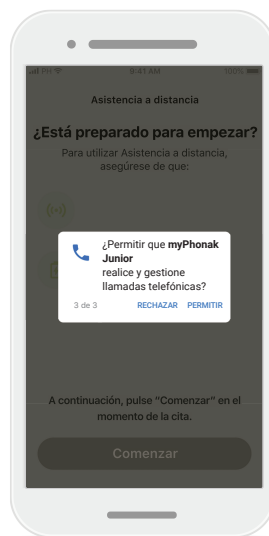 PH 9:41 AM 100%
Asistencia a distancia
¿Está preparado para empezar?
Para utilizar Asistencia a distancia,
asegúrese de que:
¿Permitir que myPhonak
Junior
realice y gestione
llamadas telefónicas?
3 de 3 RECHAZAR PERMITIR
A continuación, pulse “Comenzar” en el
momento de la cita.
Comenzar